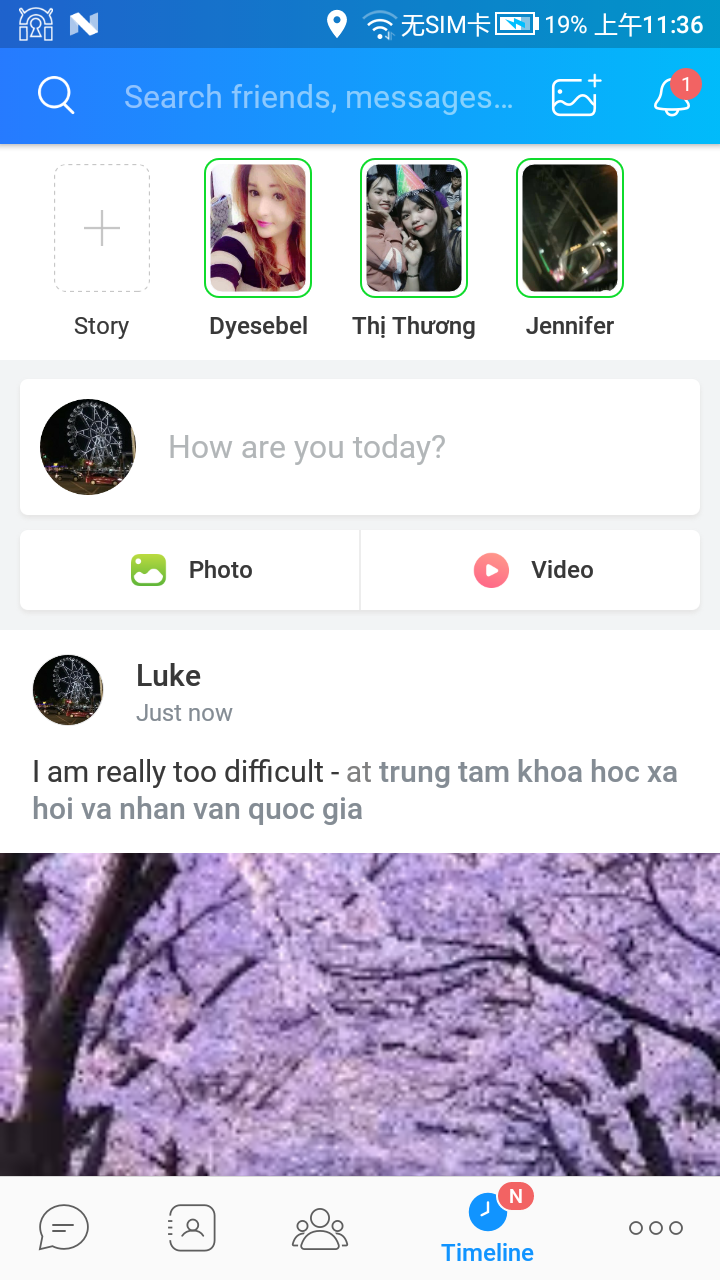 无SIM卡 19% 上午11:36
Search friends, messages...
1
Story
Dyesebel
Thị Thương
Jennifer
How are you today?
Photo
Video
Luke
Just now
I am really too difficult - at trung tam khoa hoc xa
hoi va nhan van quoc gia
N
Timeline